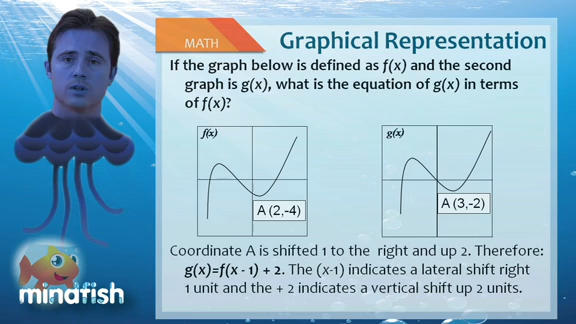 MATH
Graphical Representation
If the graph below is defined as f(x) and the second
graph is g(x), what is the equation of g(x) in terms
of f(x)?
f(x)
A (2,-4)
g(x)
A (3,-2)
Coordinate A is shifted 1 to the right and up 2. Therefore:
g(x)=f(x - 1) + 2. The (x-1) indicates a lateral shift right
1 unit and the + 2 indicates a vertical shift up 2 units.
mindfish